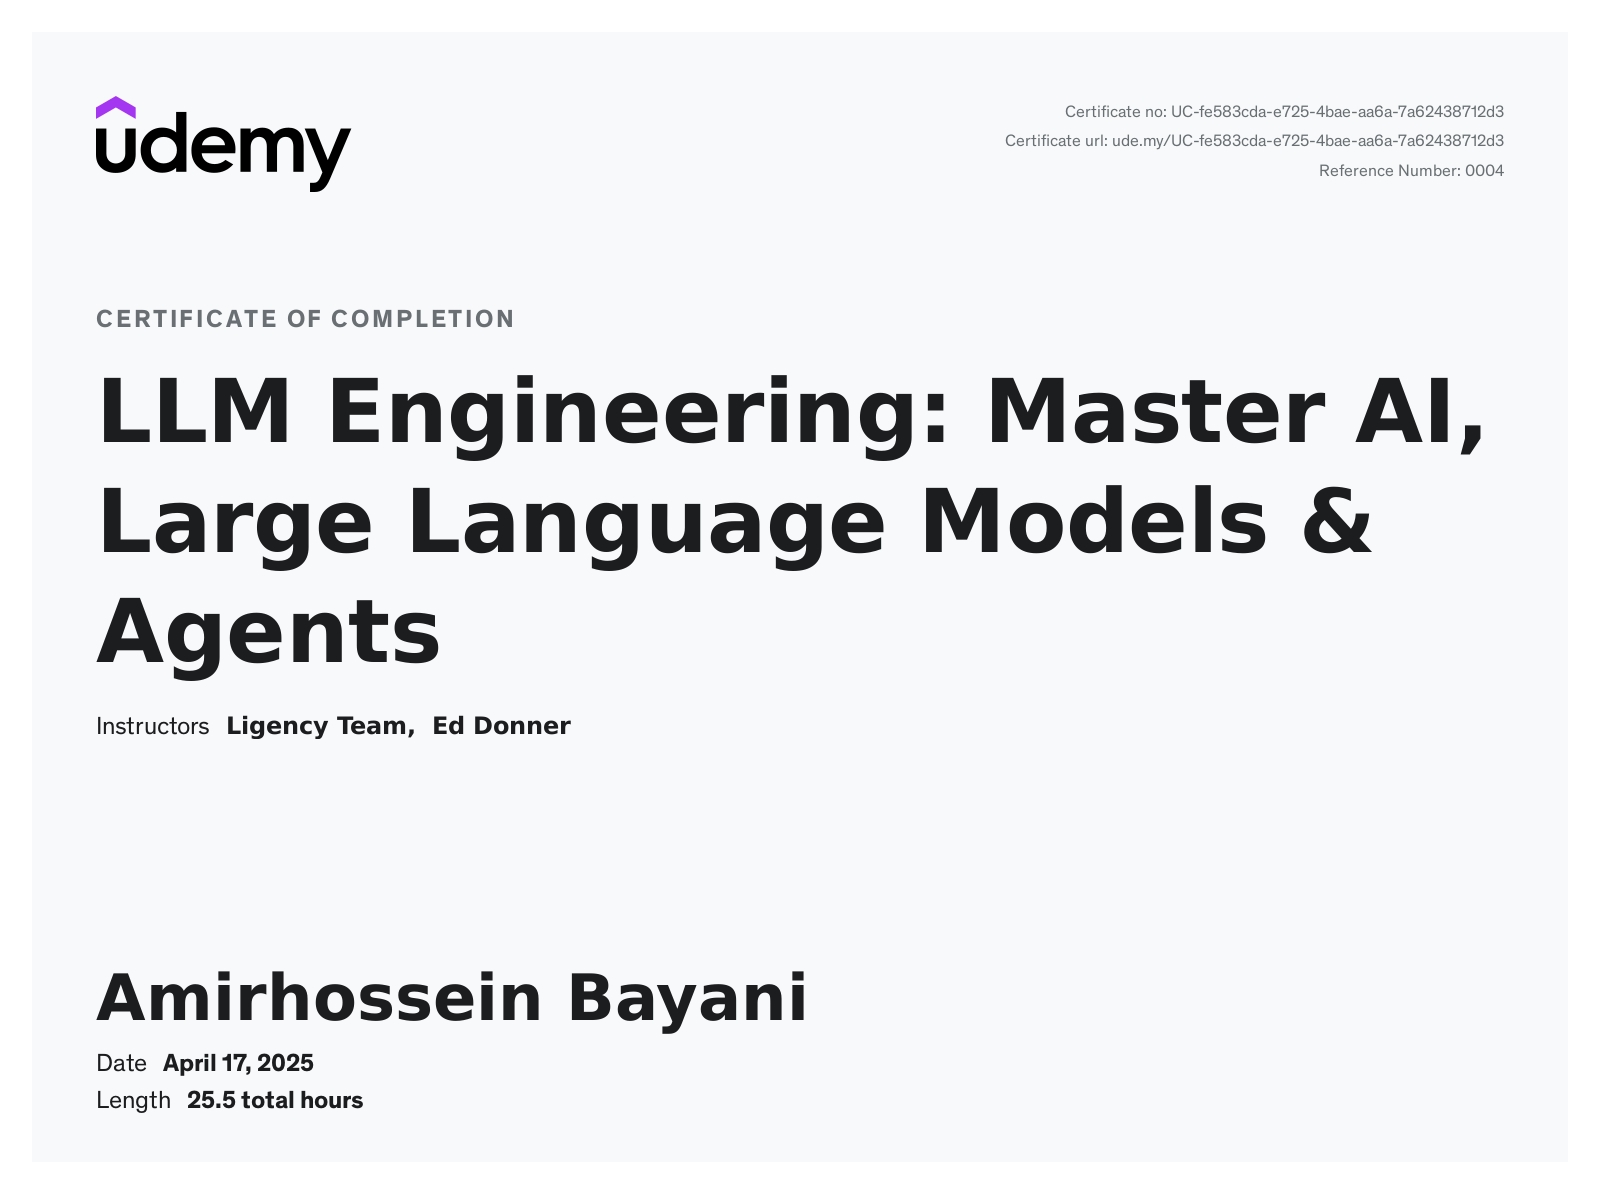 udemy
Certificate no: UC-fe583cda-e725-4bae-aa6a-7a62438712d3
Certificate url: ude.my/UC-fe583cda-e725-4bae-aa6a-7a62438712d3
Reference Number: 0004
CERTIFICATE OF COMPLETION
LLM Engineering: Master AI,
Large Language Models &
Agents
Instructors Ligency Team, Ed Donner
Amirhossein Bayani
Date April 17, 2025
Length 25.5 total hours